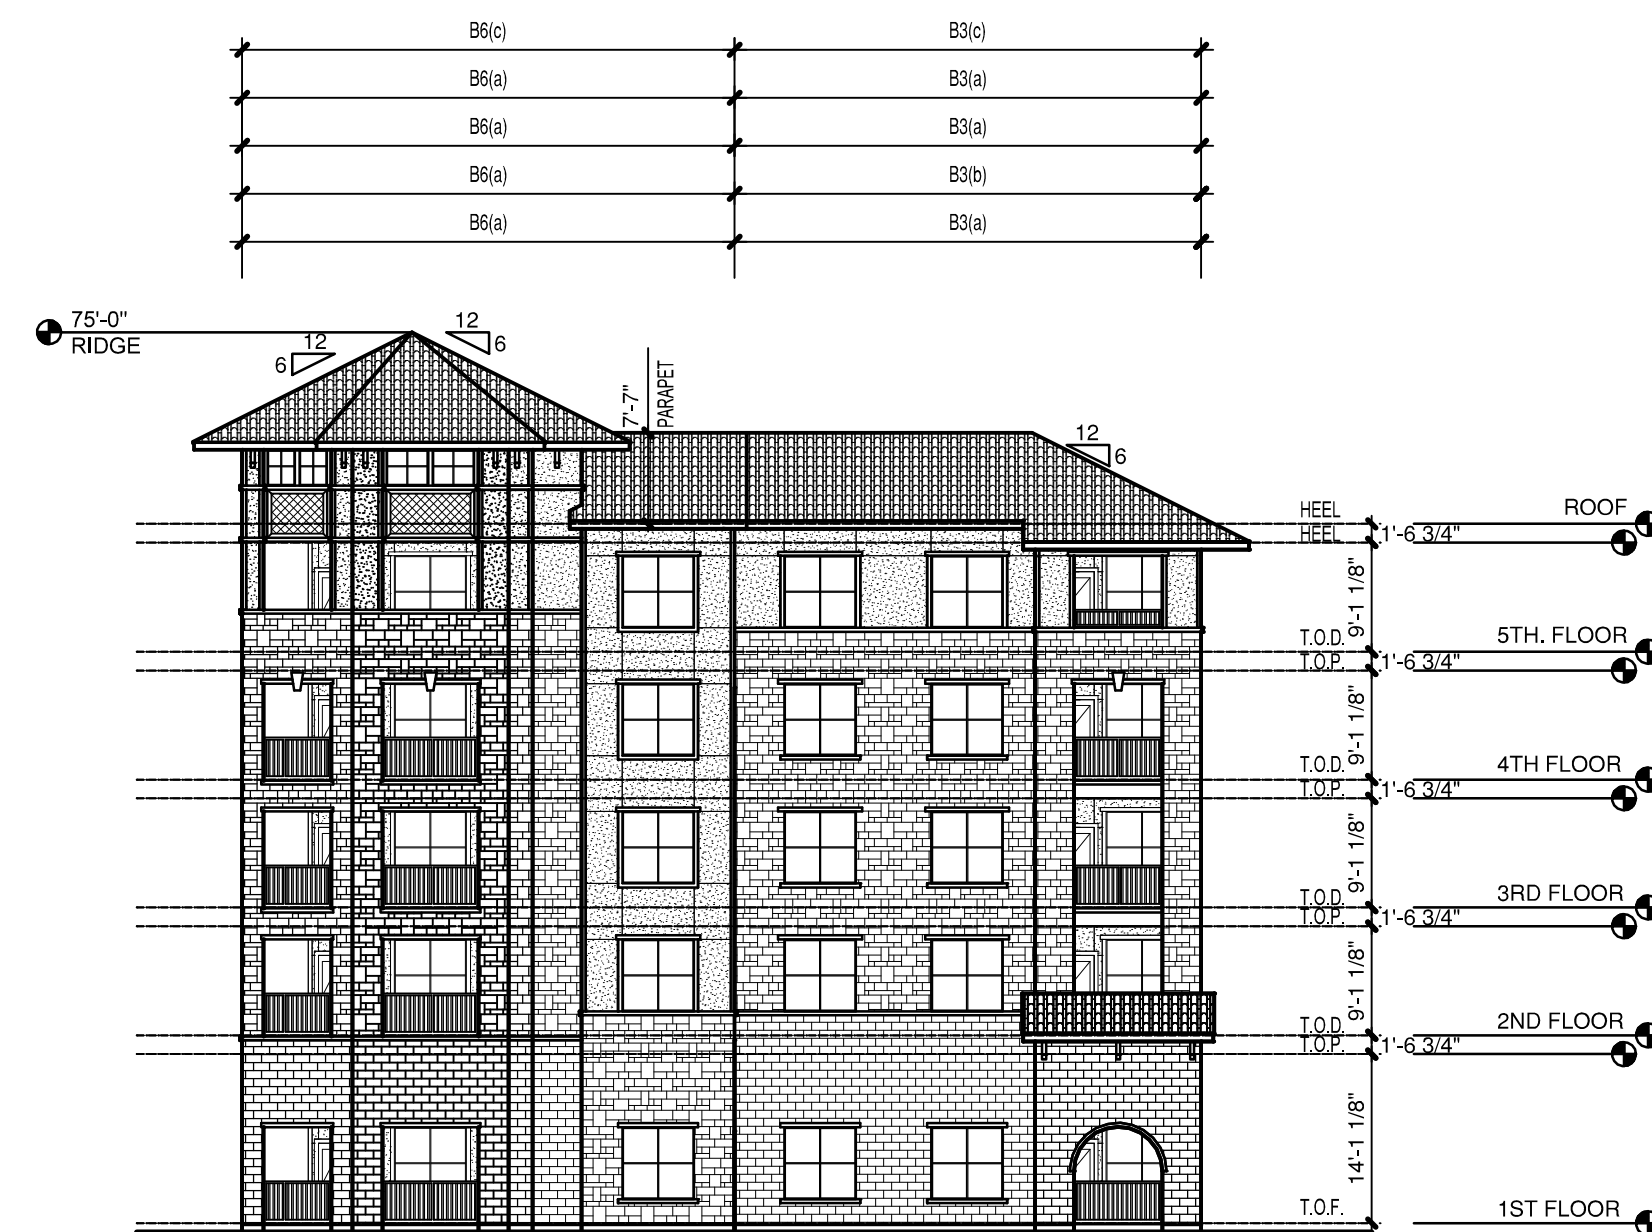 B6(c) B3(c)
B6(a) B3(a)
B6(a) B3(a)
B6(a) B3(b)
B6(a) B3(a)
75'-0"
RIDGE
12
6
12
6
7'-7"
PARAPET
12
6
HEEL ROOF
HEEL 1'-6 3/4"
9'-1 1/8"
T.O.D. 5TH. FLOOR
T.O.P. 1'-6 3/4"
9'-1 1/8"
T.O.D. 4TH FLOOR
T.O.P. 1'-6 3/4"
9'-1 1/8"
T.O.D. 3RD FLOOR
T.O.P. 1'-6 3/4"
9'-1 1/8"
T.O.D. 2ND FLOOR
T.O.P. 1'-6 3/4"
14'-1 1/8"
T.O.F. 1ST FLOOR